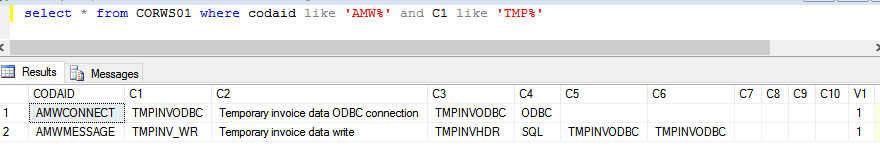 select * from CORWS01 where codaid like 'AMW%' and C1 like 'TMP%'
Results Messages
CODAID C1 C2 C3 C4 C5 C6 C7 C8 C9 C10 V1
1 AMWCONNECT TMPINVODBC Temporary invoice data ODBC connection TMPINVODBC ODBC 1
2 AMWMESSAGE TMPINV_WR Temporary invoice data write TMPINVHDR SQL TMPINVODBC TMPINVODBC 1